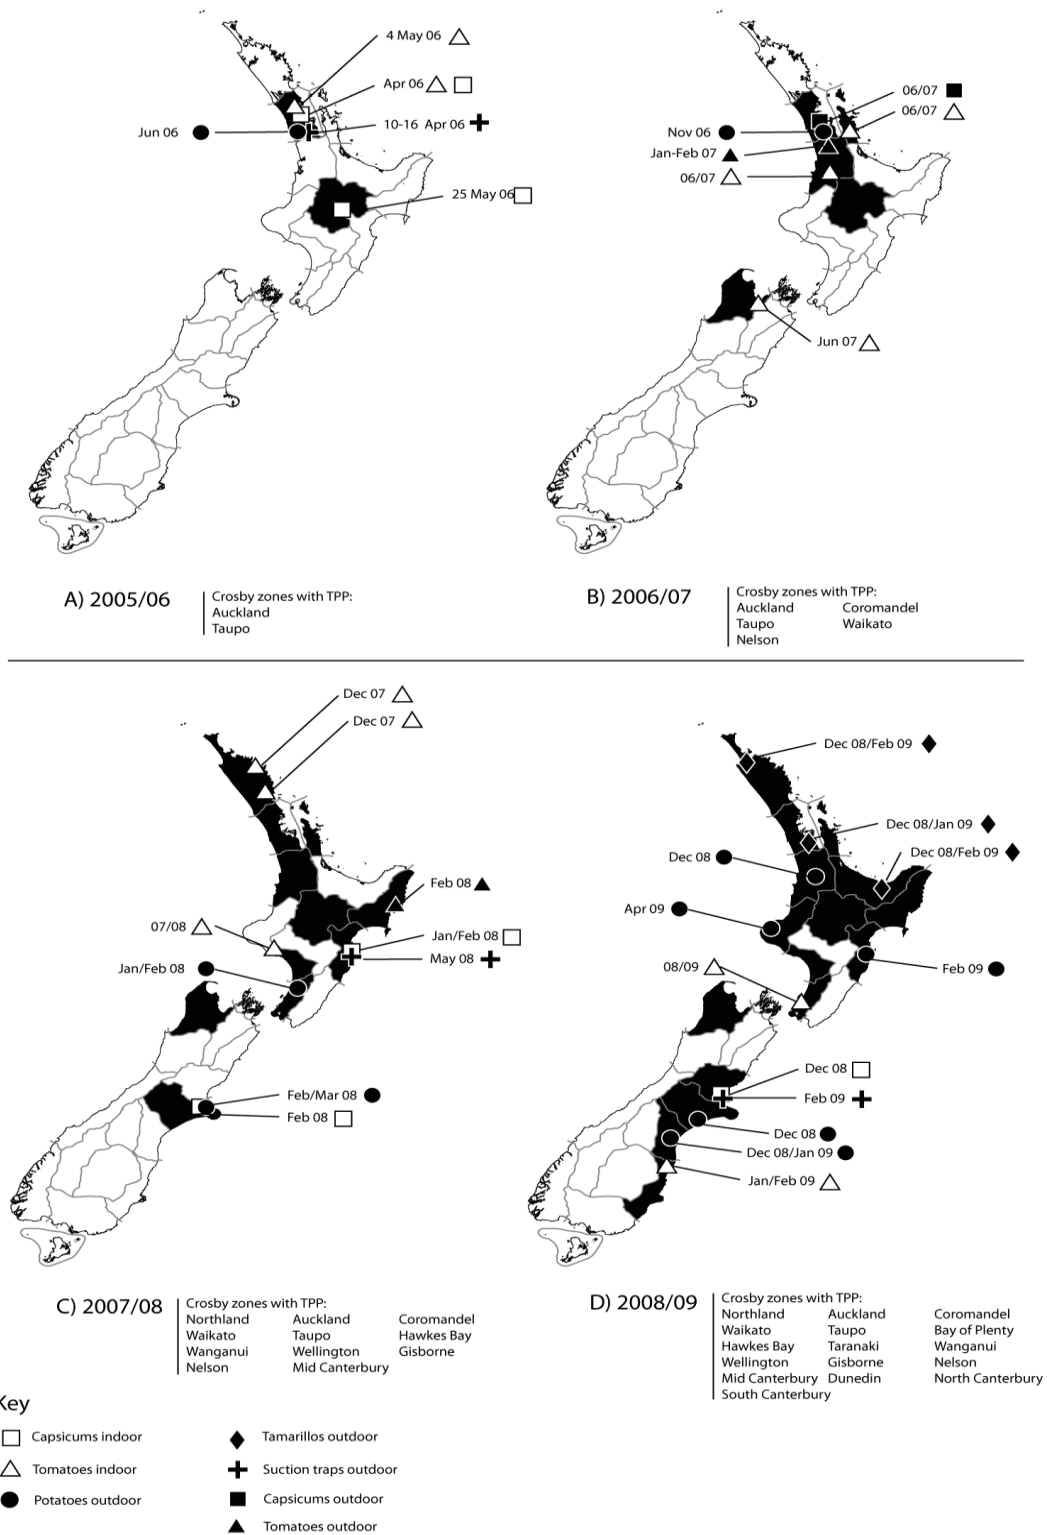 4 May 06
Apr 06
Jun 06
10-16 Apr 06
25 May 06
06/07
06/07
Nov 06
Jan-Feb 07
06/07
Jun 07
A) 2005/06
Crosby zones with TPP:
Auckland
Taupo
B) 2006/07
Crosby zones with TPP:
Auckland Coromandel
Taupo Waikato
Nelson
Dec 07
Dec 07
Feb 08
07/08
Jan/Feb 08
May 08
Jan/Feb 08
Feb/Mar 08
Feb 08
Dec 08/Feb 09
Dec 08/Jan 09
Dec 08/Feb 09
Dec 08
Apr 09
Feb 09
08/09
Dec 08
Feb 09
Dec 08
Dec 08/Jan 09
Jan/Feb 09
C) 2007/08
Crosby zones with TPP:
Northland Auckland Coromandel
Waikato Taupo Hawkes Bay
Wanganui Wellington Gisborne
Nelson Mid Canterbury
D) 2008/09
Crosby zones with TPP:
Northland Auckland Coromandel
Waikato Taupo Bay of Plenty
Hawkes Bay Taranaki Wanganui
Wellington Gisborne Nelson
Mid Canterbury Dunedin North Canterbury
South Canterbury
Key
Capsicums indoor
Tomatoes indoor
Potatoes outdoor
Tamarillos outdoor
Suction traps outdoor
Capsicums outdoor
Tomatoes outdoor